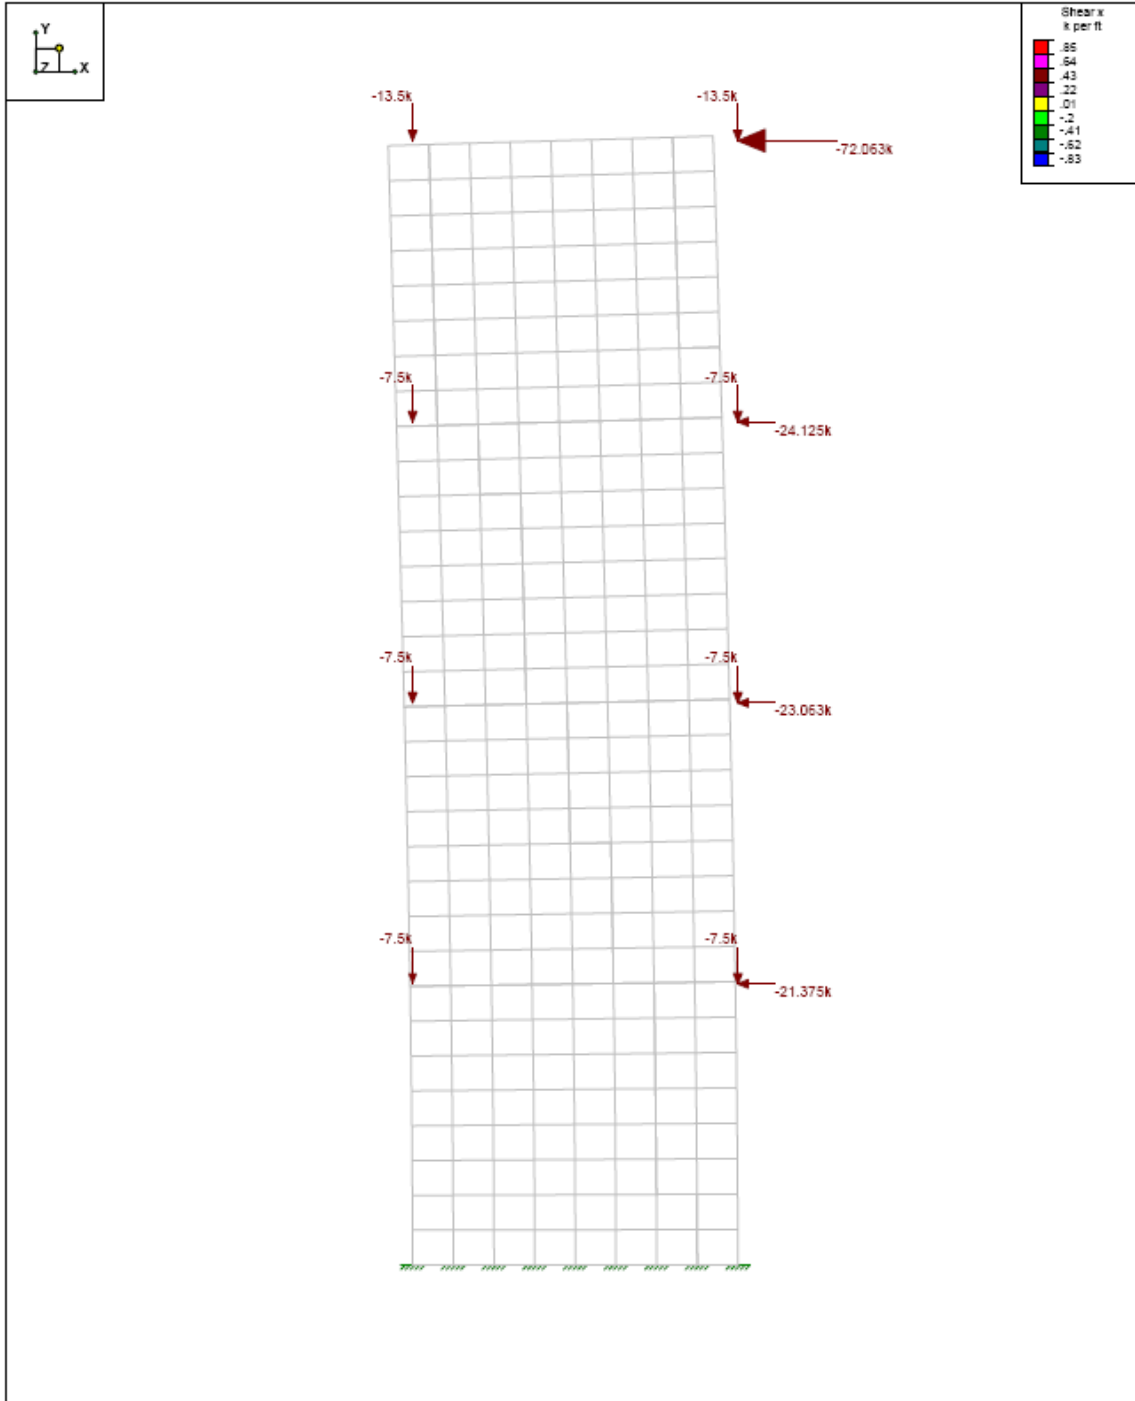 Y
Z
X
Shear x
k per ft
.85
.64
.43
.22
.01
-.2
-.41
-.62
-.83
-13.5k
-13.5k
-72.063k
-7.5k
-7.5k
-24.125k
-7.5k
-7.5k
-23.063k
-7.5k
-7.5k
-21.375k